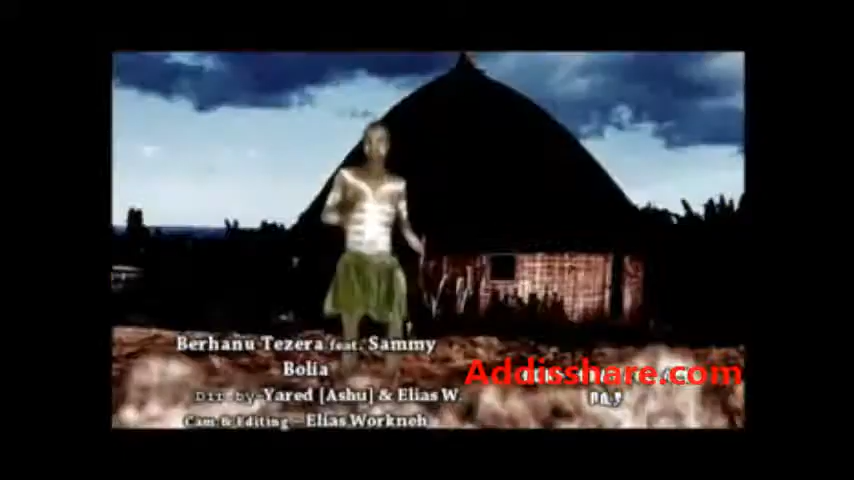 Berhanu Tezera feat. Sammy
Bolia
Dir by-Yared [Ashu] & Elias W.
Cam & Editing - Elias Workneh
Addisshare.com